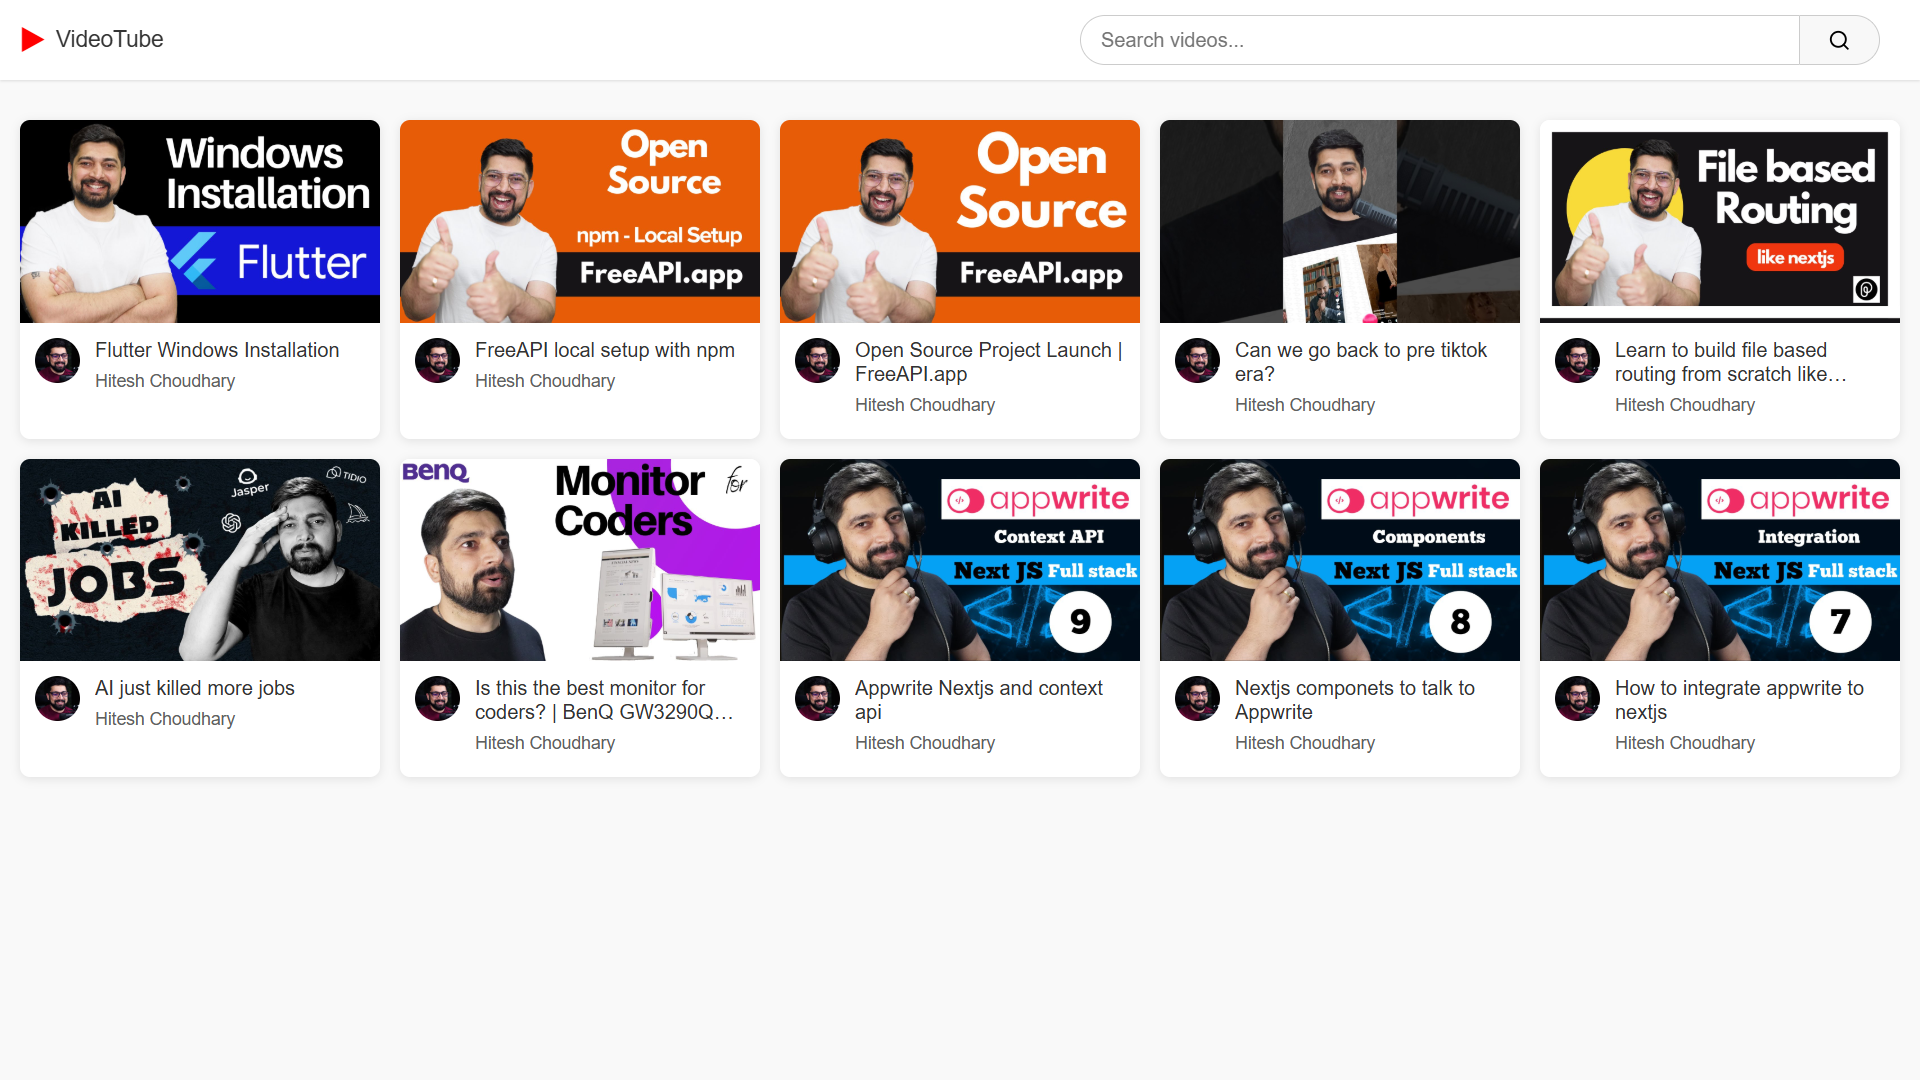 VideoTube
Search videos...
Windows
Installation
Flutter
Flutter Windows Installation
Hitesh Choudhary
Open
Source
npm - Local Setup
FreeAPI.app
FreeAPI local setup with npm
Hitesh Choudhary
Open
Source
FreeAPI.app
Open Source Project Launch |
FreeAPI.app
Hitesh Choudhary
Can we go back to pre tiktok
era?
Hitesh Choudhary
File based
Routing
like nextjs
Learn to build file based
routing from scratch like…
Hitesh Choudhary
Jasper
TIDIO
AI
KILLED
JOBS
AI just killed more jobs
Hitesh Choudhary
BenQ
Monitor for
Coders
Is this the best monitor for
coders? | BenQ GW3290Q…
Hitesh Choudhary
appwrite
Context API
Next JS Full stack
9
Appwrite Nextjs and context
api
Hitesh Choudhary
appwrite
Components
Next JS Full stack
8
Nextjs componets to talk to
Appwrite
Hitesh Choudhary
appwrite
Integration
Next JS Full stack
7
How to integrate appwrite to
nextjs
Hitesh Choudhary